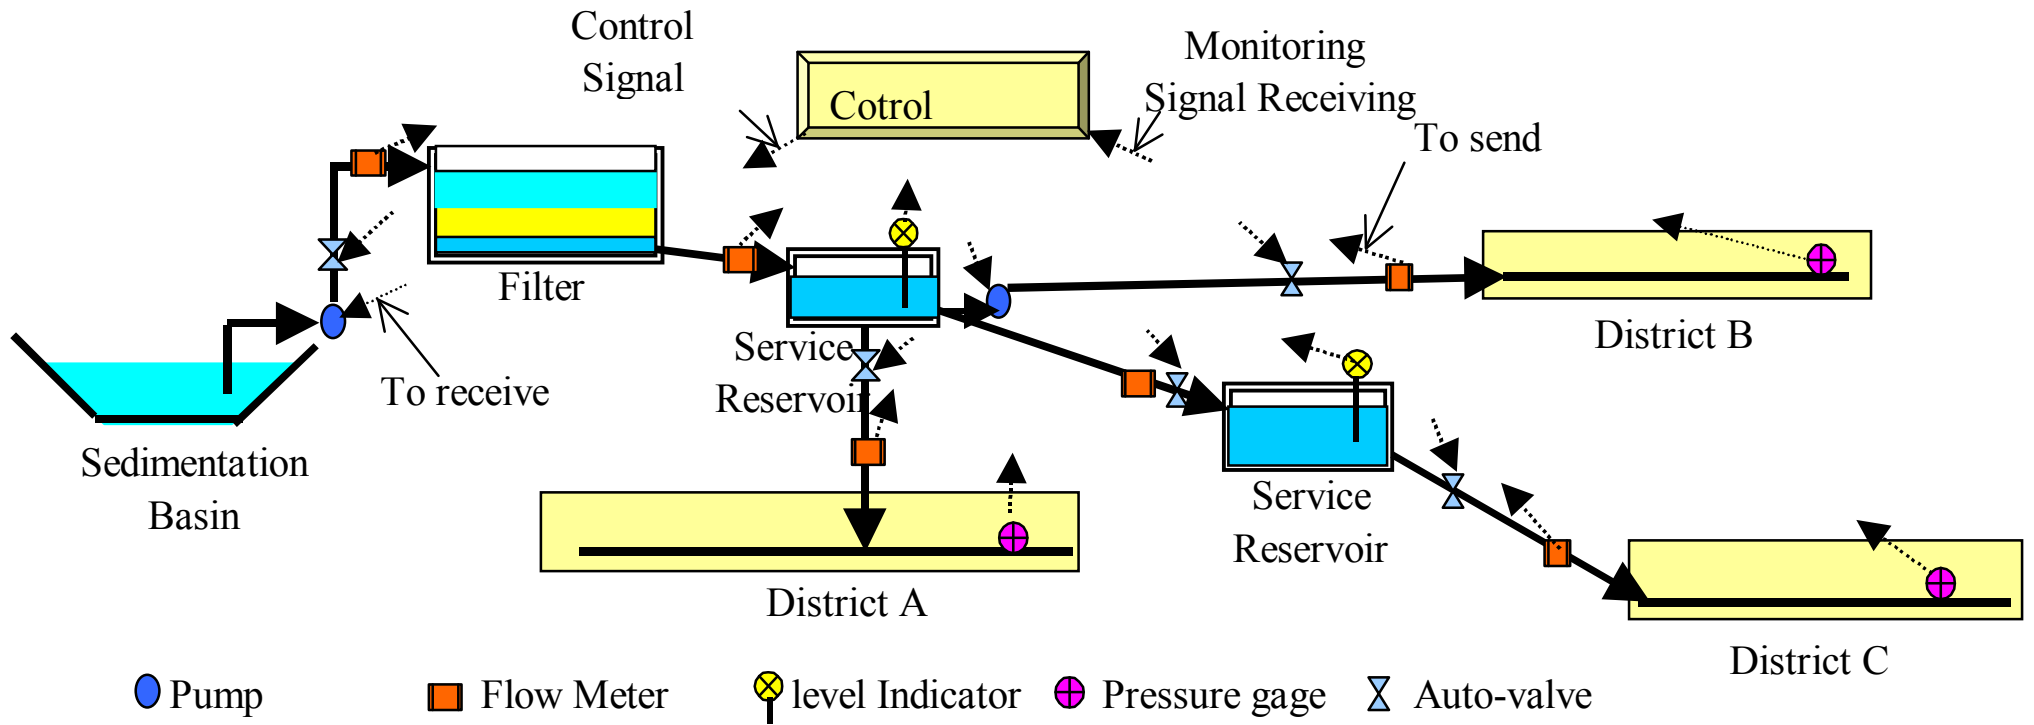 Control
Signal
Cotrol
Monitoring
Signal Receiving
To send
Filter
Service
Reservoir
District B
To receive
Sedimentation
Basin
Service
Reservoir
District A
District C
Pump
Flow Meter
level Indicator
Pressure gage
Auto-valve